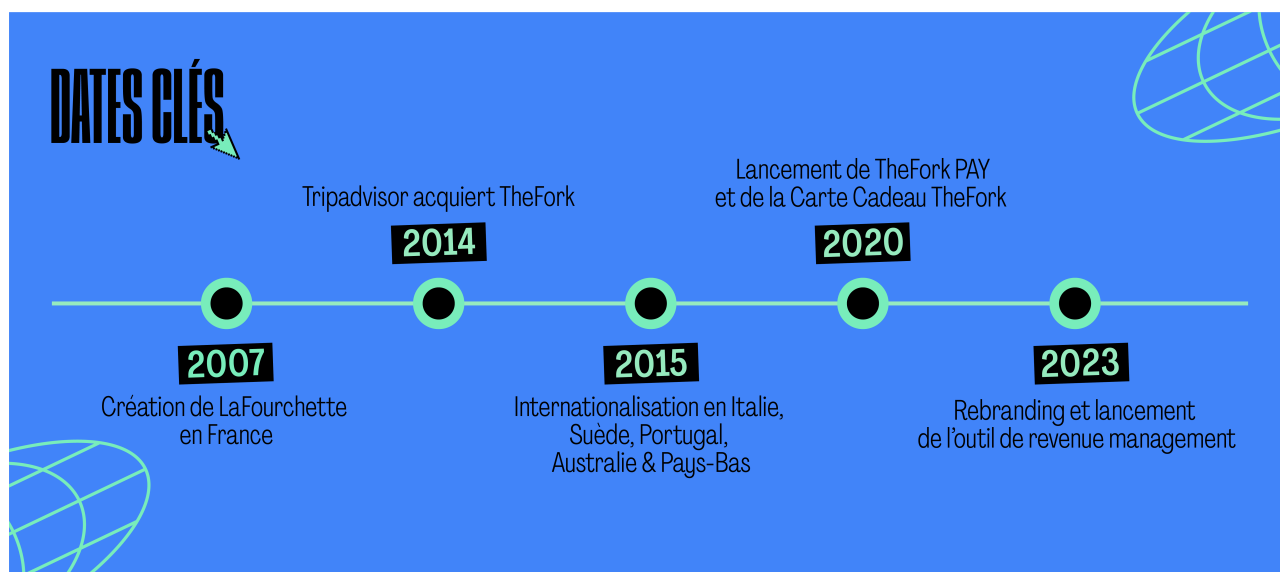 DATES CLÉS
2007
Création de LaFourchette
en France
Tripadvisor acquiert TheFork
2014
2015
Internationalisation en Italie,
Suède, Portugal,
Australie & Pays-Bas
Lancement de TheFork PAY
et de la Carte Cadeau TheFork
2020
2023
Rebranding et lancement
de l’outil de revenue management